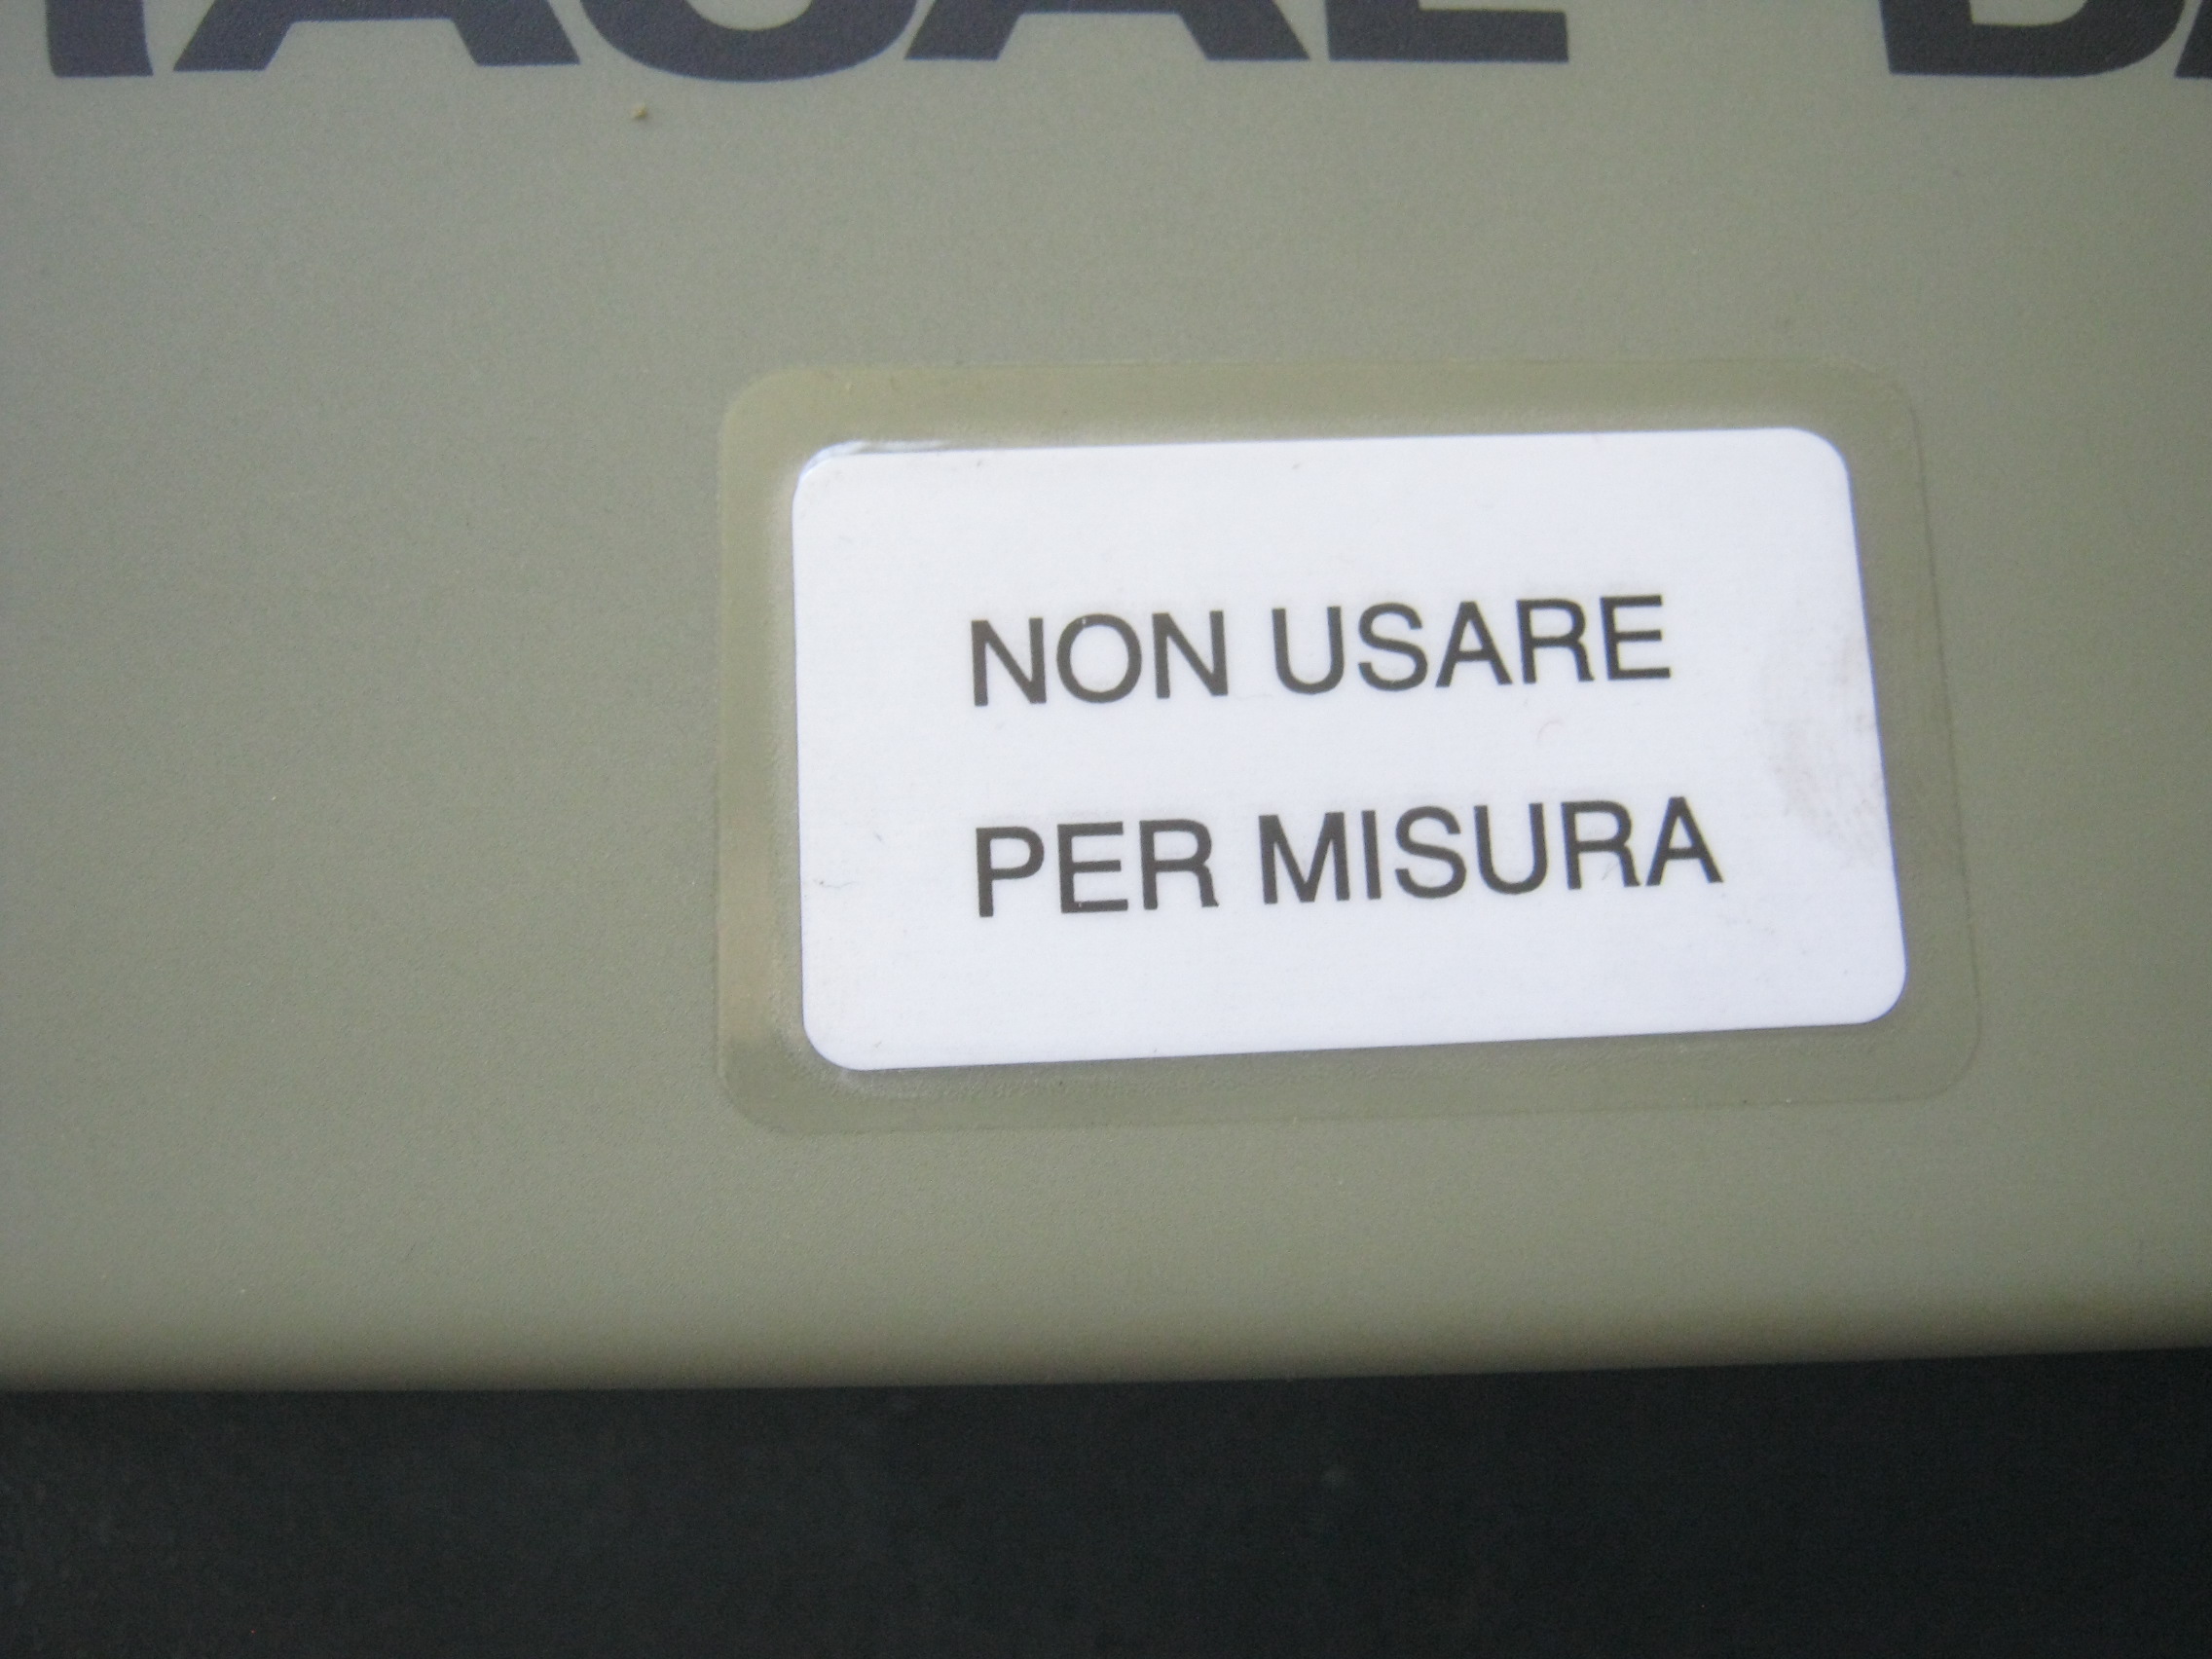 NON USARE
PER MISURA